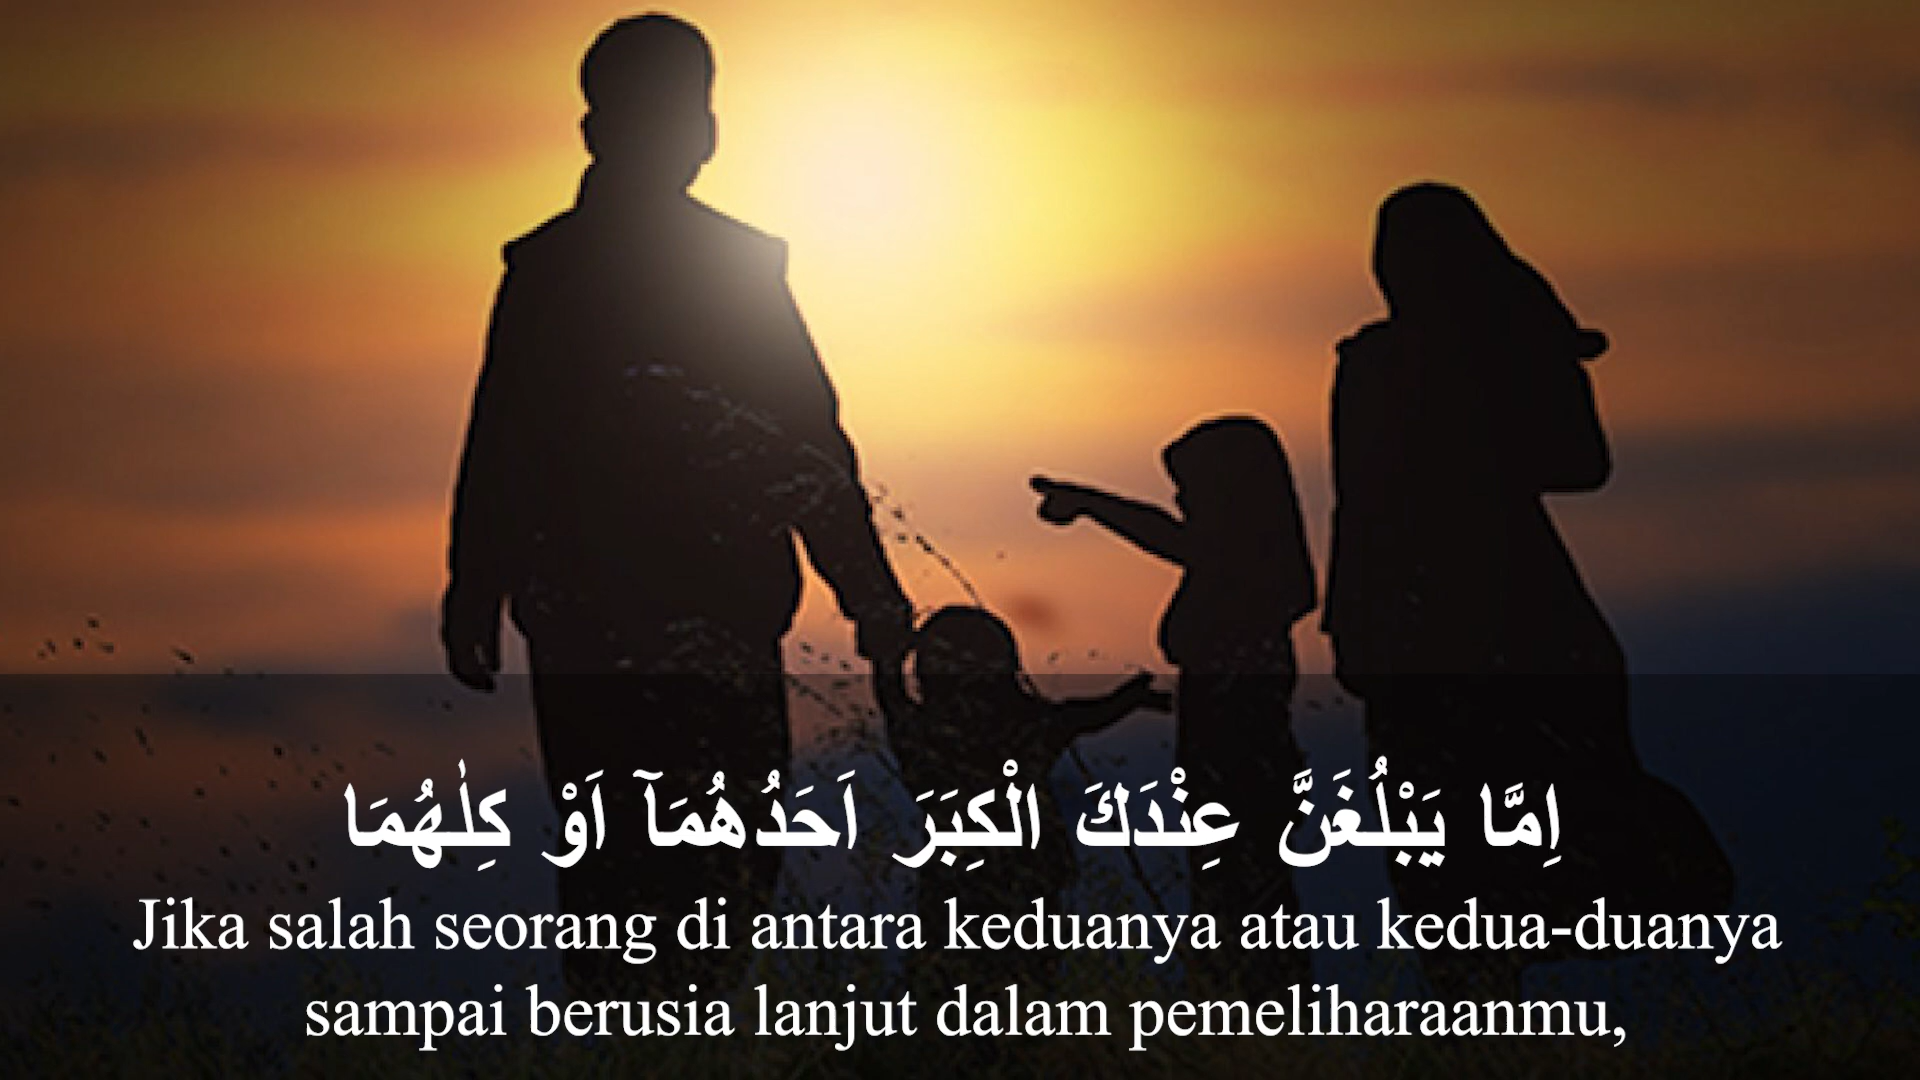 اِمَّا يَبْلُغَنَّ عِنْدَكَ الْكِبَرَ اَحَدُهُمَآ اَوْ كِلٰهُمَا
Jika salah seorang di antara keduanya atau kedua-duanya
sampai berusia lanjut dalam pemeliharaanmu,